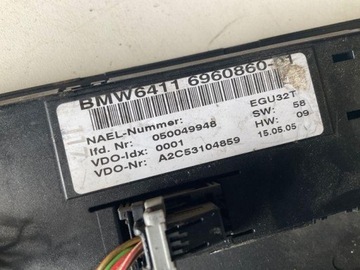 BMW6411 6960860-01
NAEL-Nummer: EGU32T
lfd. Nr: 050049948 SW: 58
VDO-Idx: 0001 HW: 09
VDO-Nr: A2C53104859 15.05.05